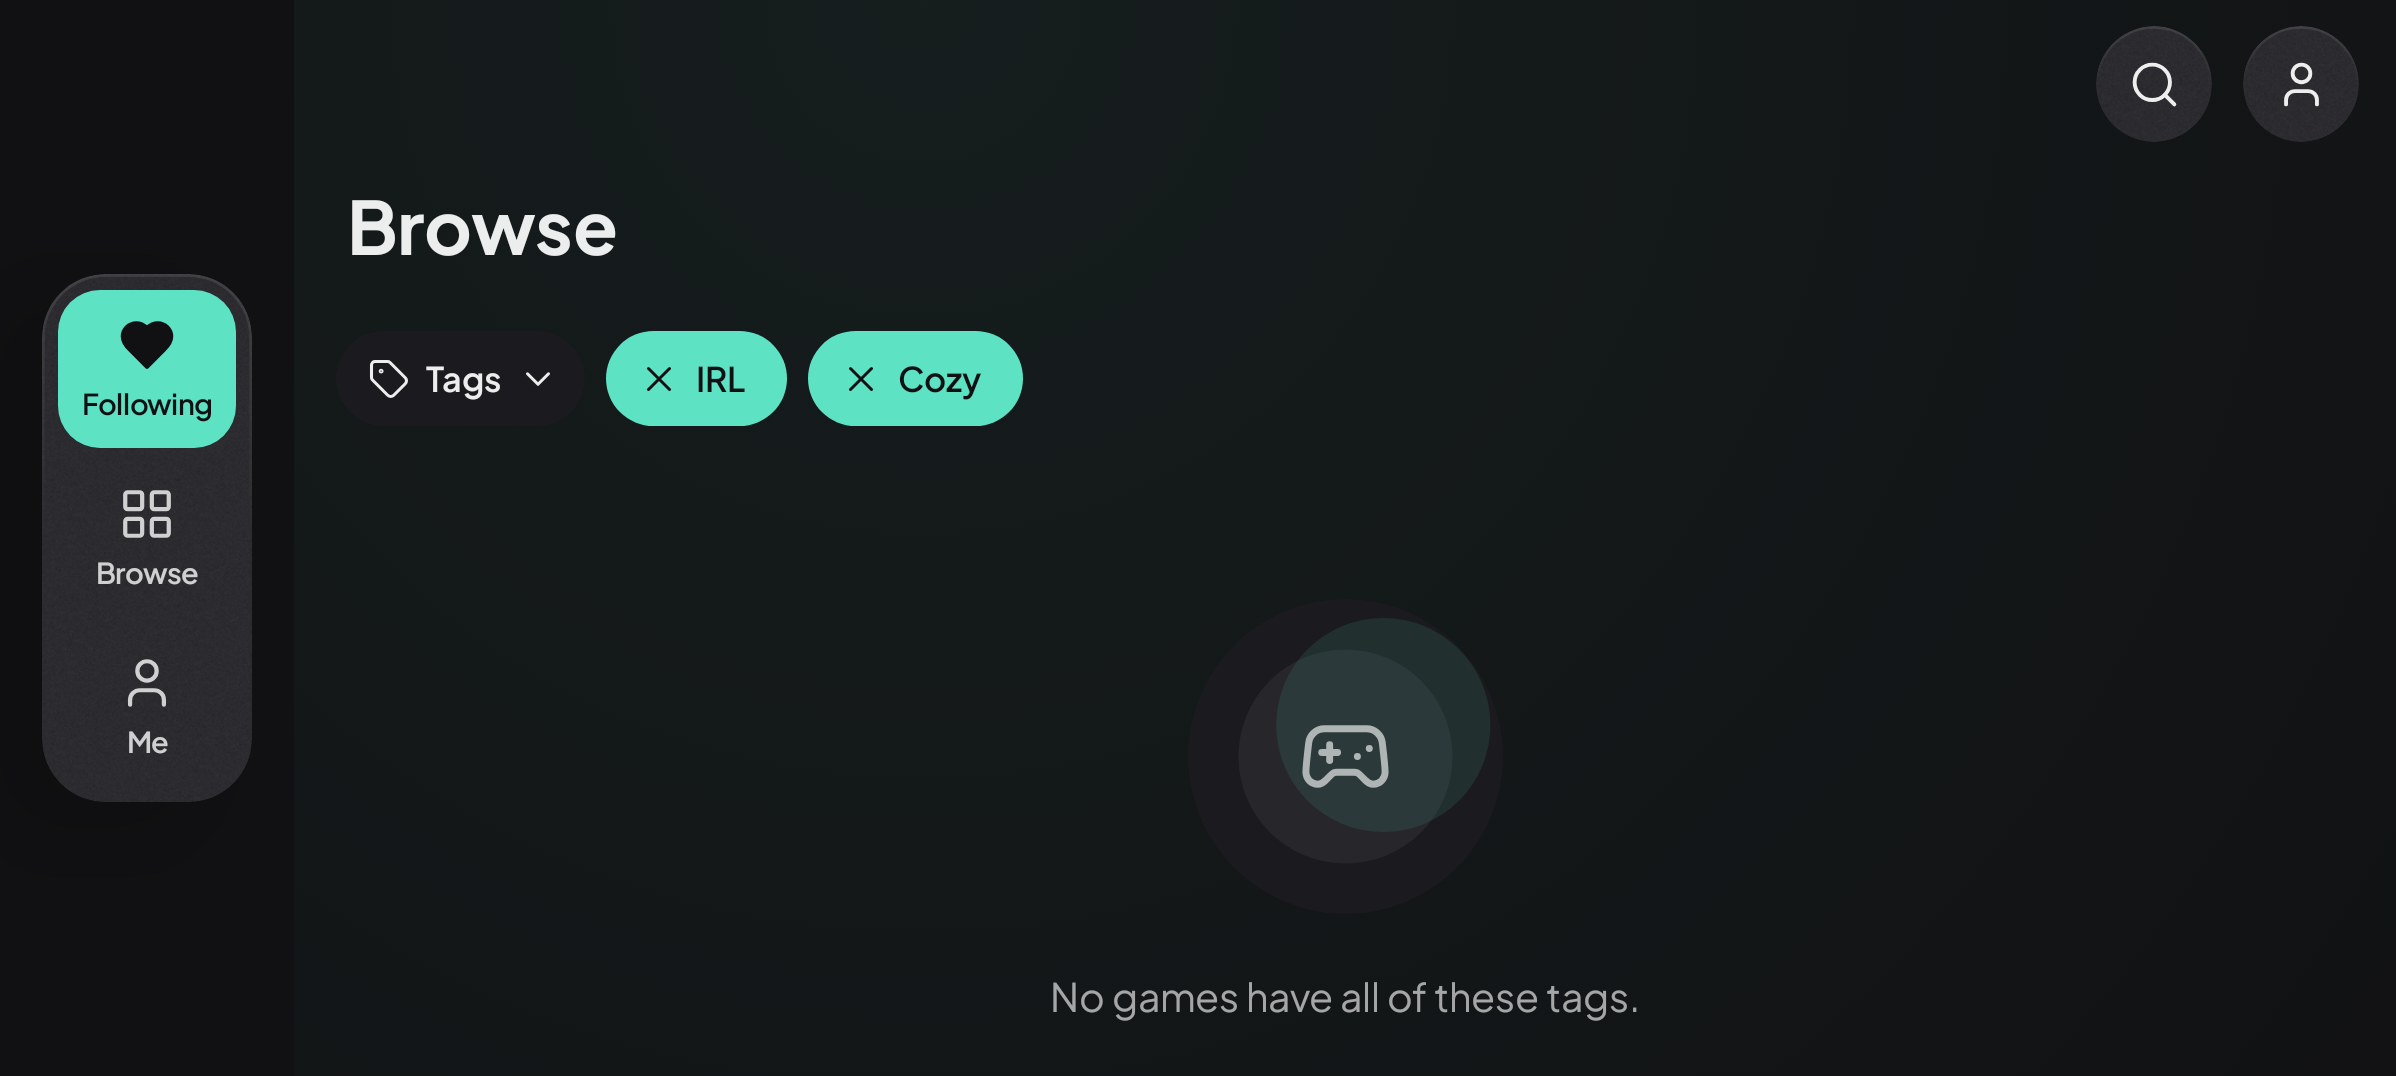 Browse
Tags
IRL
Cozy
Following
Browse
Me
No games have all of these tags.